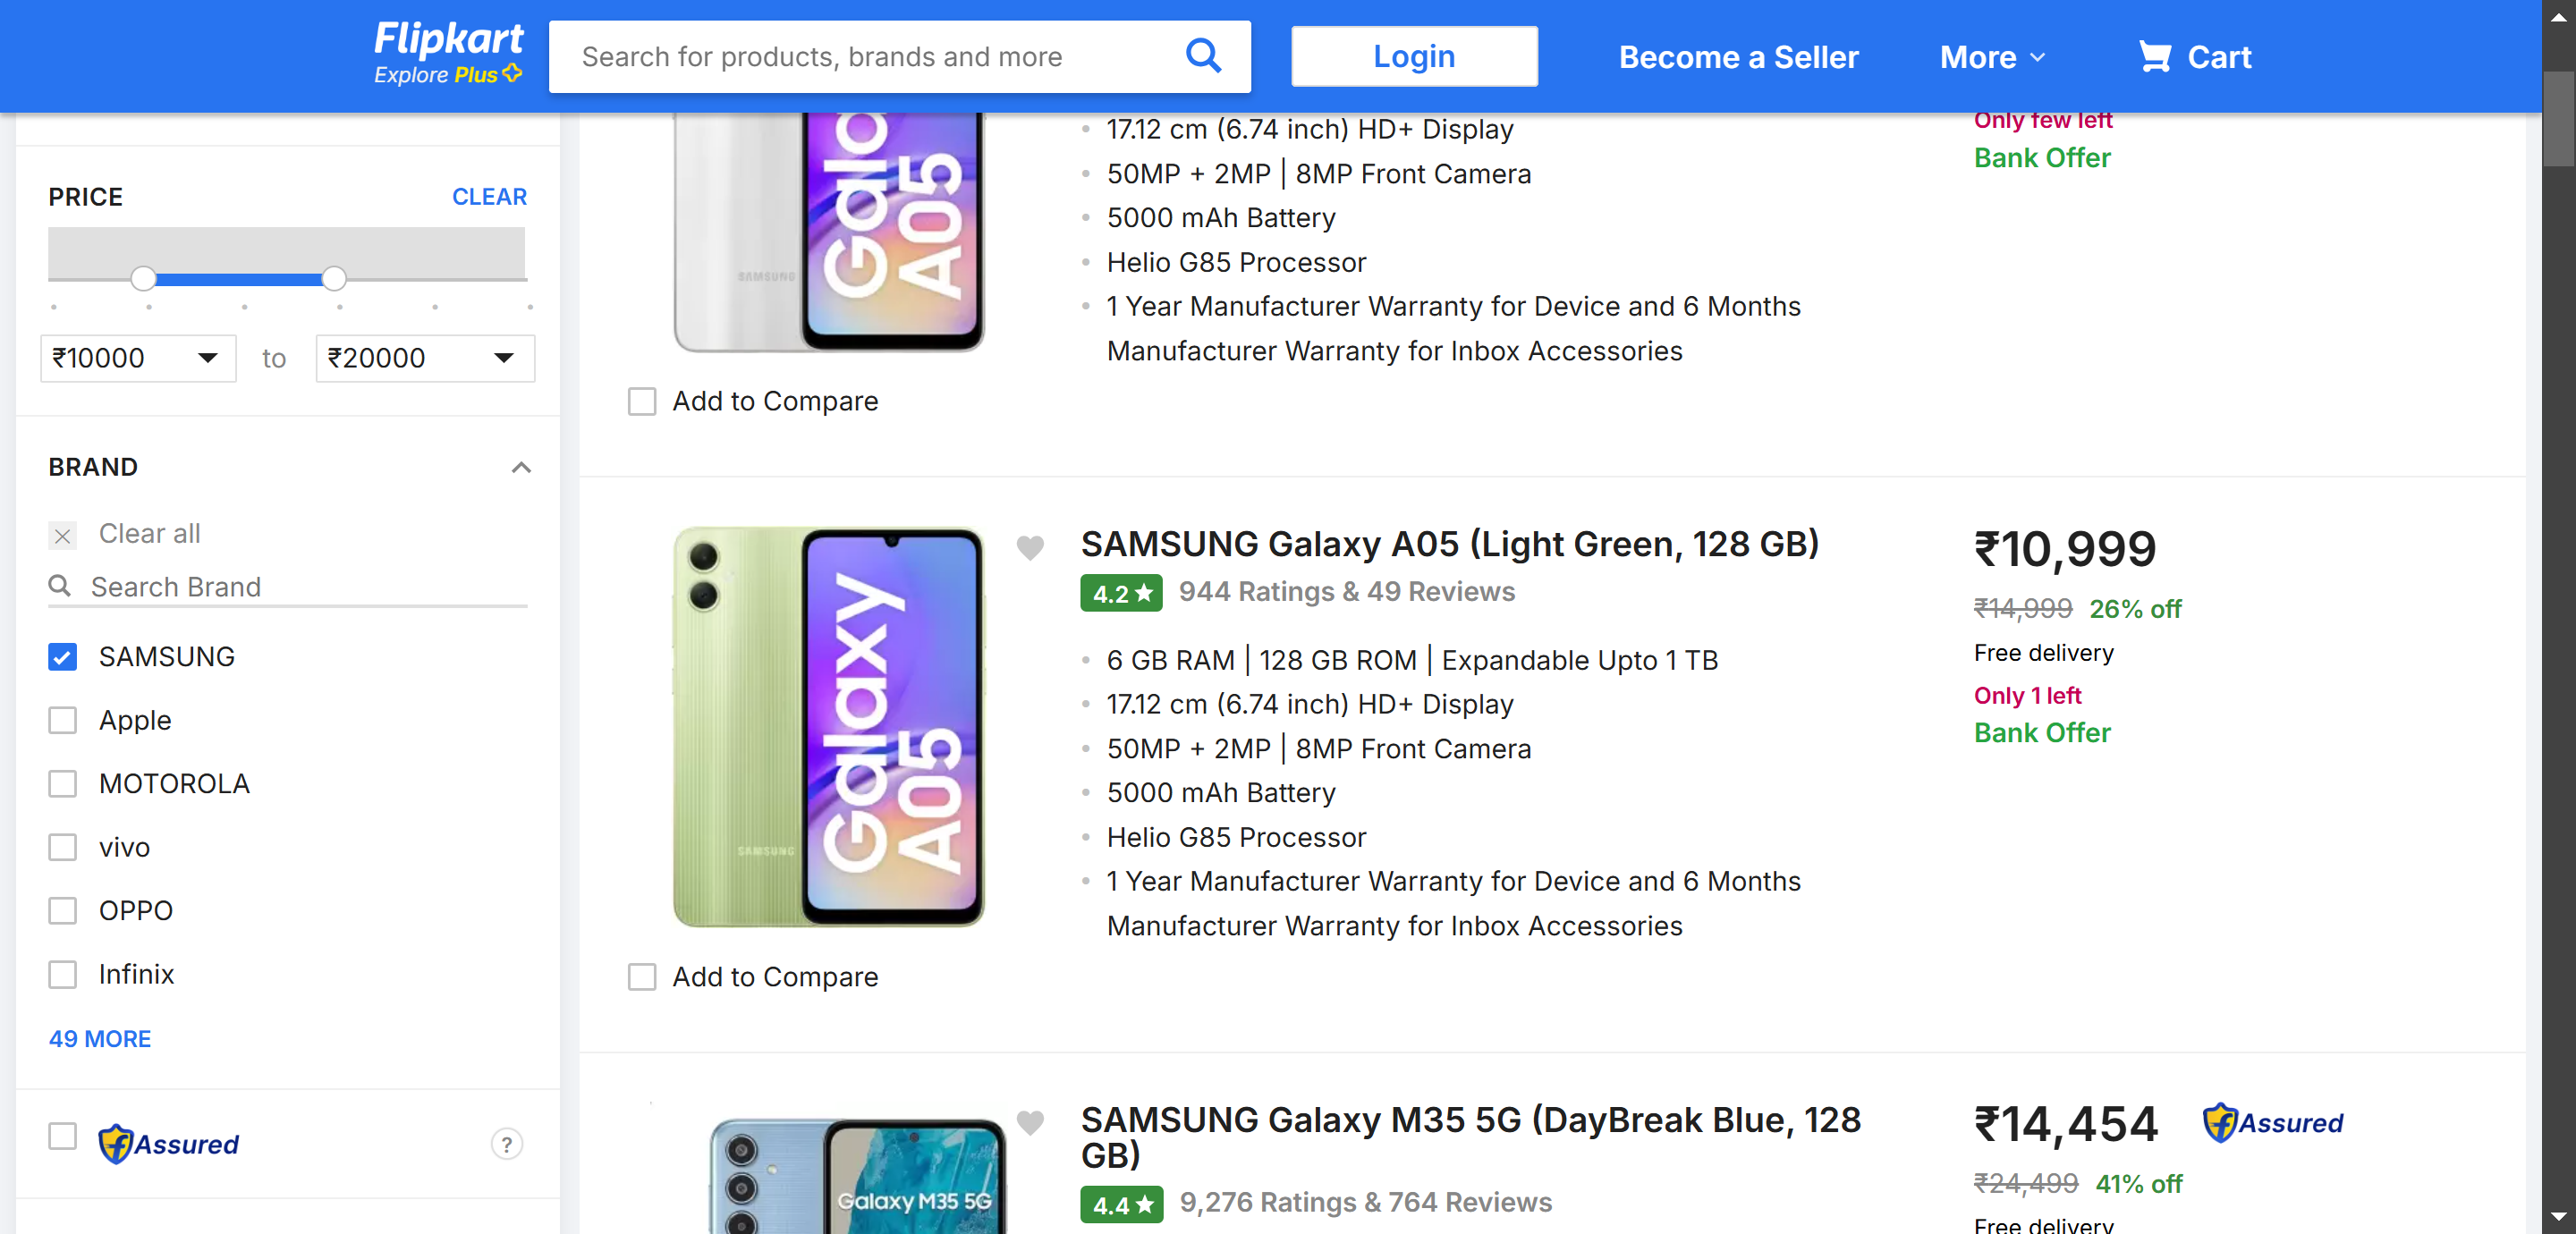 Flipkart
Explore Plus
Search for products, brands and more
Login
Become a Seller
More
Cart
PRICE
CLEAR
₹10000
to
₹20000
BRAND
Clear all
Search Brand
SAMSUNG
Apple
MOTOROLA
vivo
OPPO
Infinix
49 MORE
Assured
?
SAMSUNG
Galaxy
A05
17.12 cm (6.74 inch) HD+ Display
50MP + 2MP | 8MP Front Camera
5000 mAh Battery
Helio G85 Processor
1 Year Manufacturer Warranty for Device and 6 Months
Manufacturer Warranty for Inbox Accessories
Only few left
Bank Offer
Add to Compare
SAMSUNG
Galaxy
Galaxy
A05
SAMSUNG Galaxy A05 (Light Green, 128 GB)
4.2
944 Ratings & 49 Reviews
6 GB RAM | 128 GB ROM | Expandable Upto 1 TB
17.12 cm (6.74 inch) HD+ Display
50MP + 2MP | 8MP Front Camera
5000 mAh Battery
Helio G85 Processor
1 Year Manufacturer Warranty for Device and 6 Months
Manufacturer Warranty for Inbox Accessories
₹10,999
₹14,999 26% off
Free delivery
Only 1 left
Bank Offer
Add to Compare
Galaxy M35 5G
SAMSUNG Galaxy M35 5G (DayBreak Blue, 128
GB)
4.4
9,276 Ratings & 764 Reviews
₹14,454
Assured
₹24,499 41% off
Free delivery